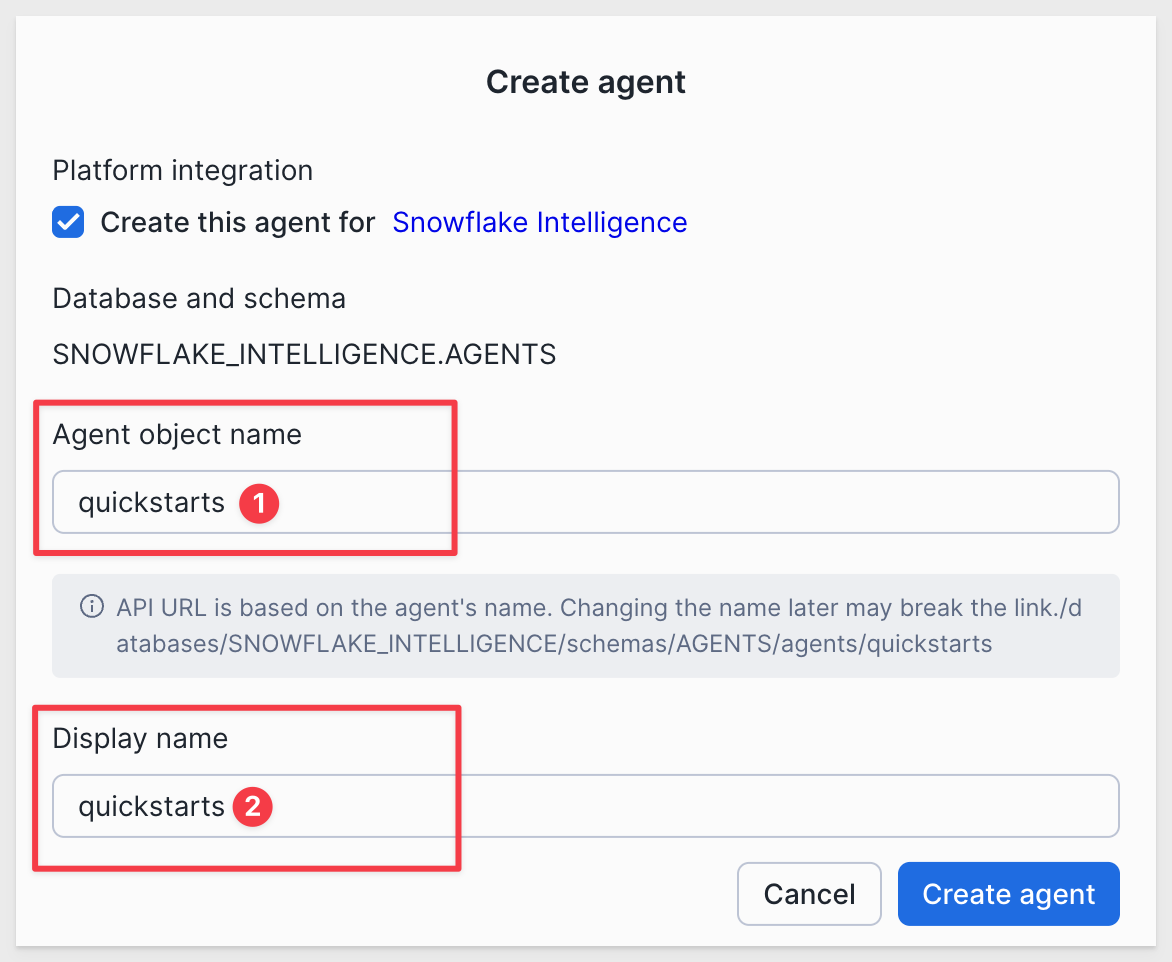 Create agent
Platform integration
Create this agent for Snowflake Intelligence
Database and schema
SNOWFLAKE_INTELLIGENCE.AGENTS
Agent object name
quickstarts 1
API URL is based on the agent's name. Changing the name later may break the link./d
atabases/SNOWFLAKE_INTELLIGENCE/schemas/AGENTS/agents/quickstarts
Display name
quickstarts 2
Cancel Create agent